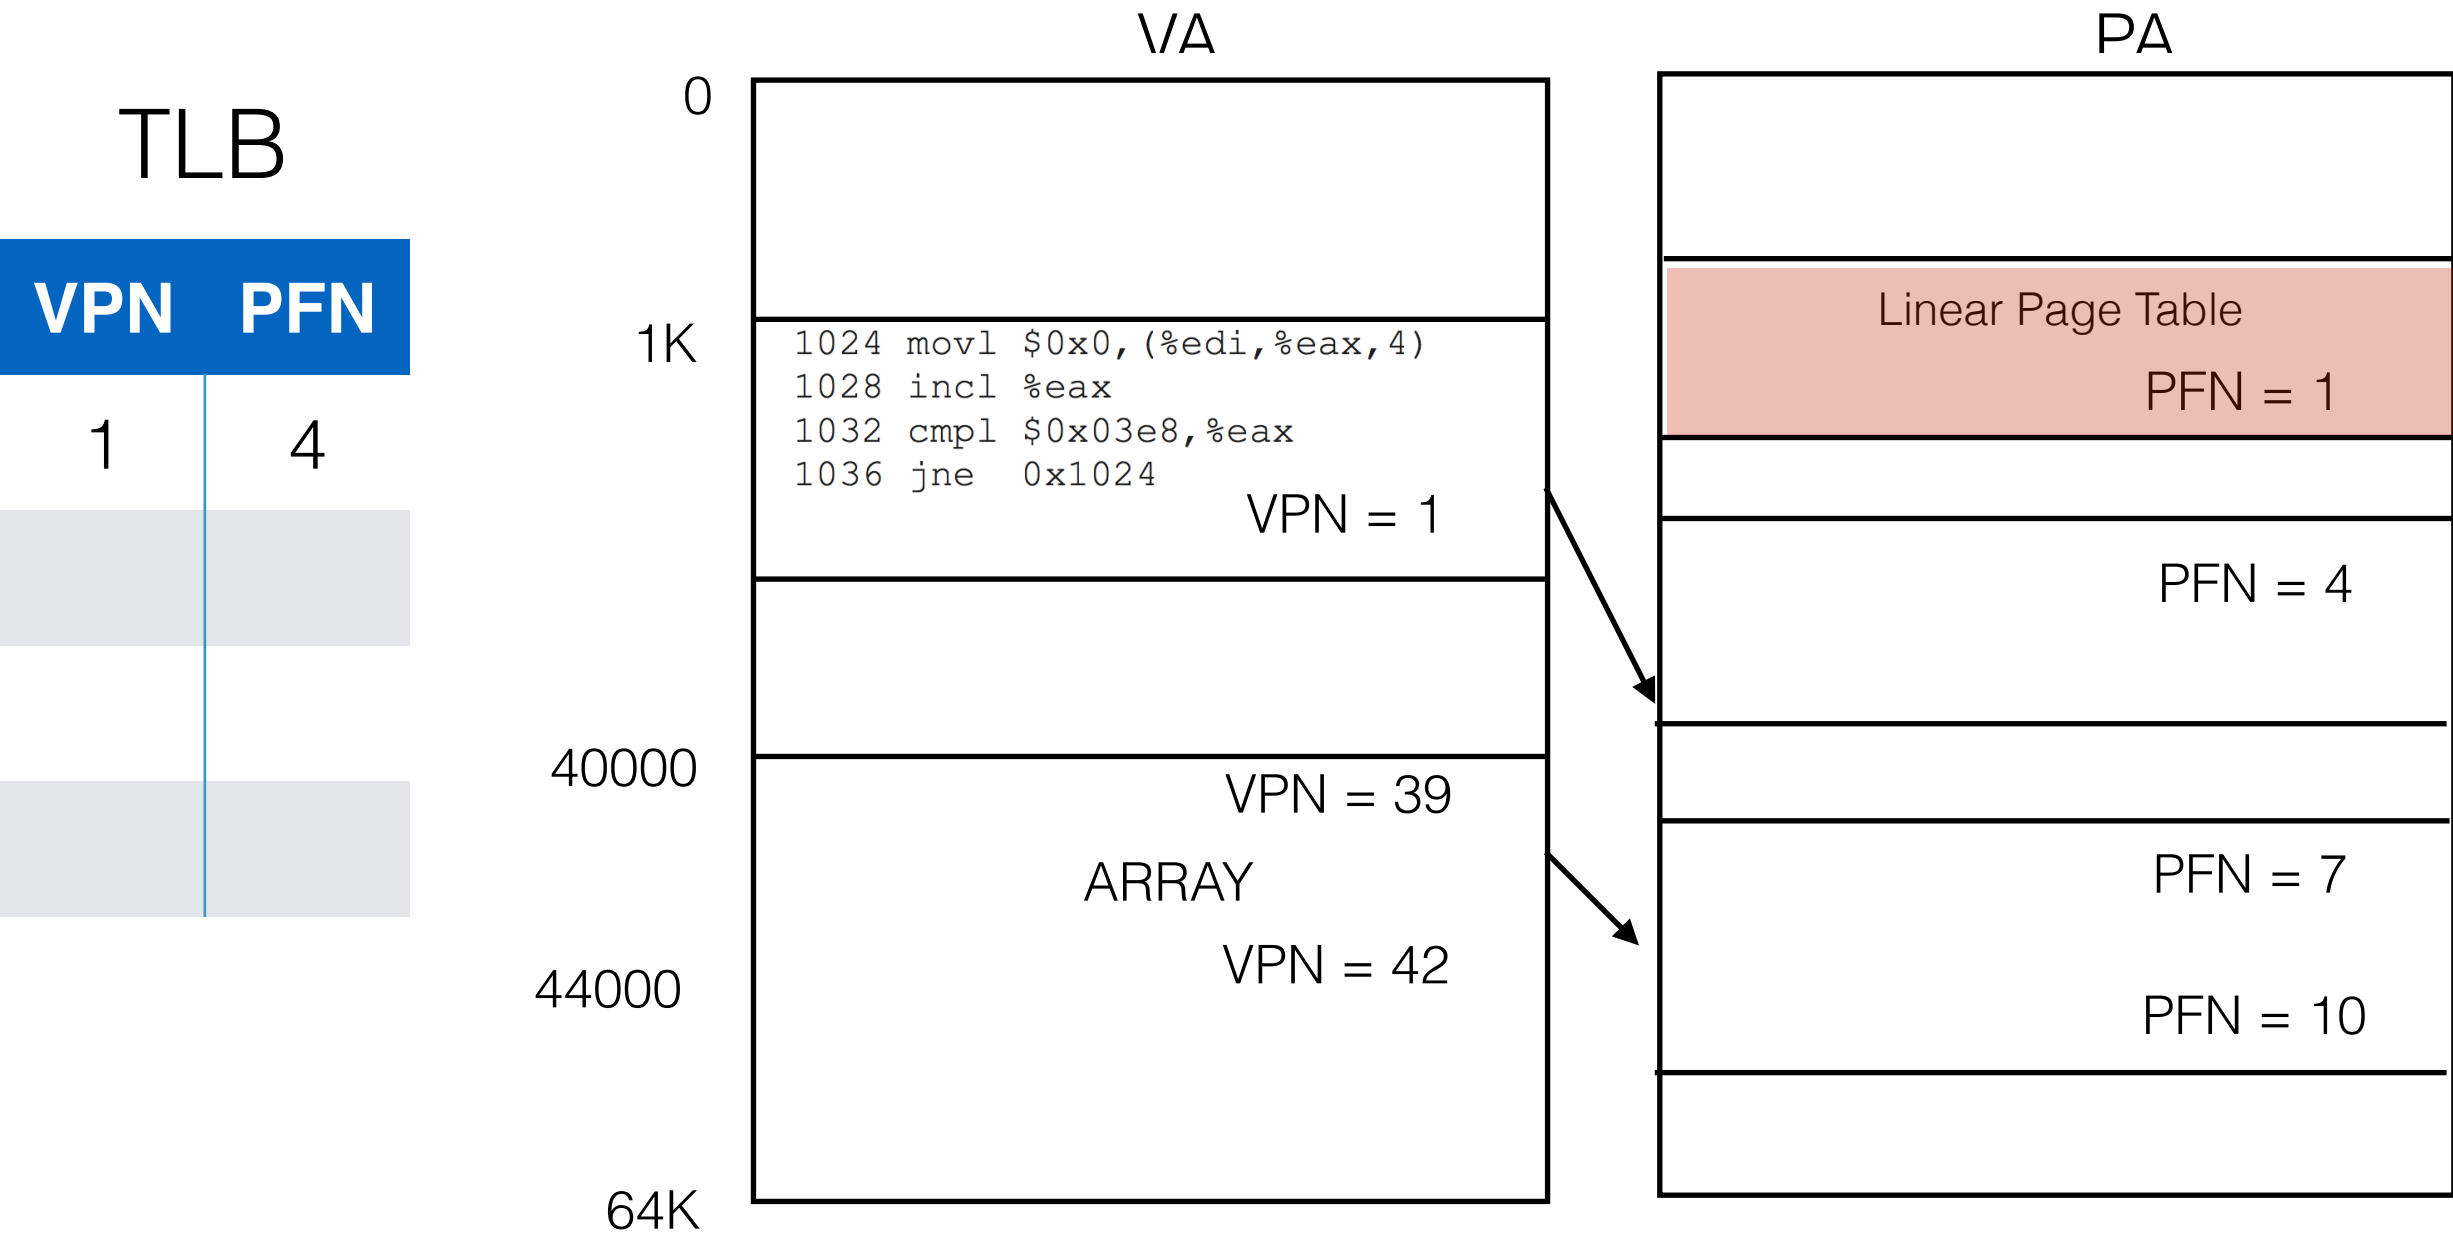 TLB
VPN PFN
1 4
VA
0
1K
1024 movl $0x0,(%edi,%eax,4)
1028 incl %eax
1032 cmpl $0x03e8,%eax
1036 jne 0x1024
VPN = 1
40000
VPN = 39
ARRAY
VPN = 42
44000
64K
PA
Linear Page Table
PFN = 1
PFN = 4
PFN = 7
PFN = 10